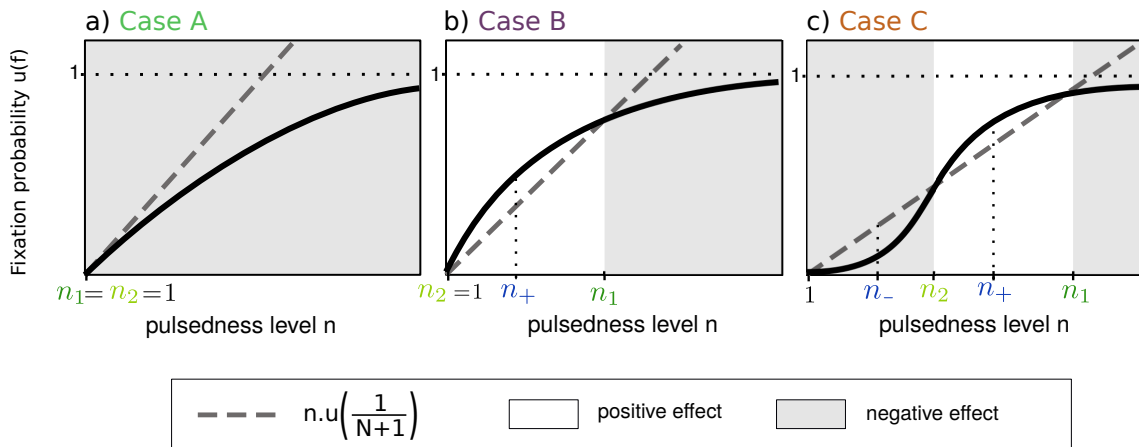 a) Case A
b) Case B
c) Case C
Fixation probability u(f)
1
1
1
n₁= n₂=1
n₂=1 n₊ n₁
1 n₋ n₂ n₊ n₁
pulsedness level n
pulsedness level n
pulsedness level n
n.u(1/(N+1))
positive effect
negative effect